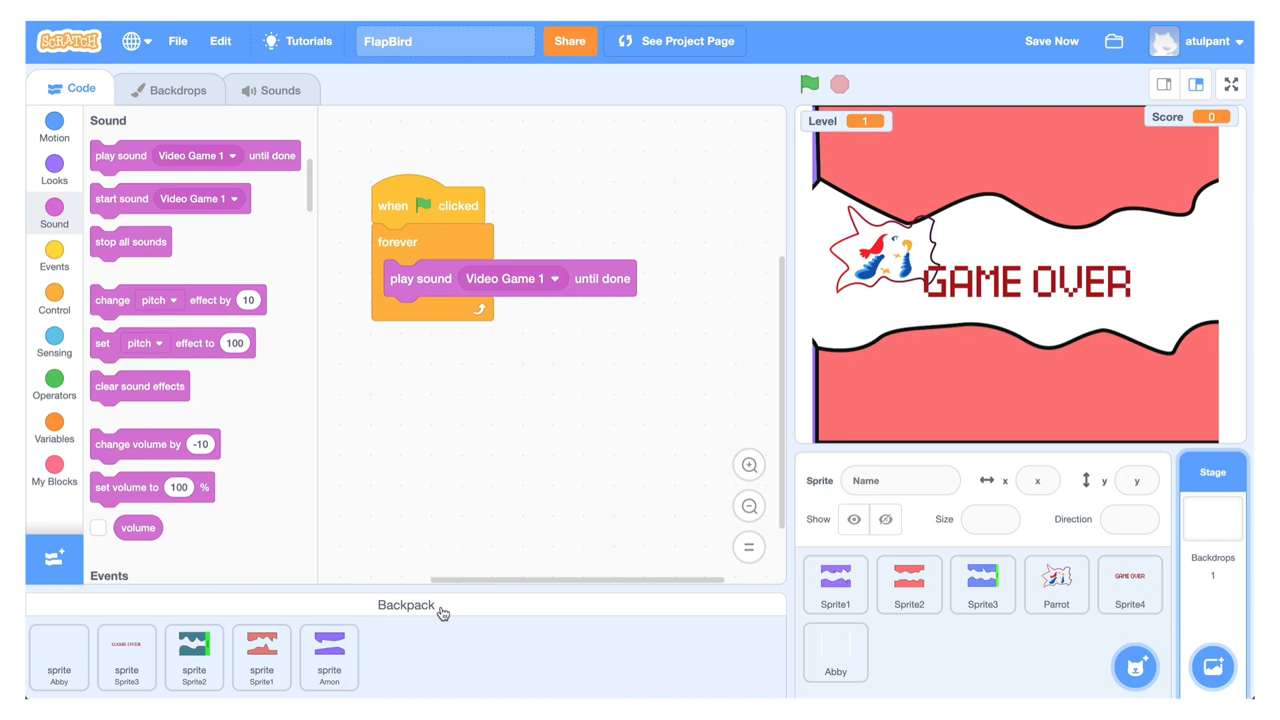 SCRATCH
File
Edit
Tutorials
FlapBird
Share
See Project Page
Save Now
atulpant
Code
Backdrops
Sounds
Motion
Looks
Sound
Events
Control
Sensing
Operators
Variables
My Blocks
Sound
play sound Video Game 1 until done
start sound Video Game 1
stop all sounds
change pitch effect by 10
set pitch effect to 100
clear sound effects
change volume by -10
set volume to 100 %
volume
Events
when clicked
forever
play sound Video Game 1 until done
Level 1
Score 0
GAME OVER
Sprite Name x x y y
Show Size Direction
Sprite1
Sprite2
Sprite3
Parrot
GAME OVER
Sprite4
Abby
Stage
Backdrops
1
Backpack
sprite
Abby
GAME OVER
sprite
Sprite3
sprite
Sprite2
sprite
Sprite1
sprite
Amon